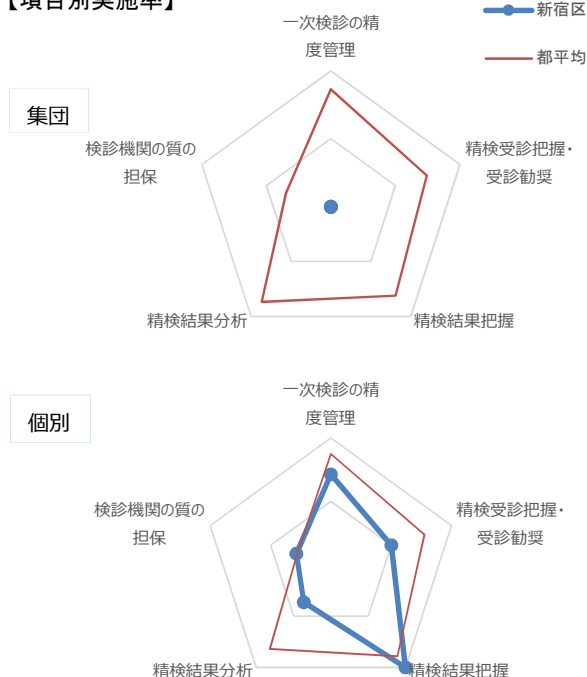 【項目別実施率】
新宿区
都平均
集団
一次検診の精
度管理
検診機関の質の
担保
精検受診把握・
受診勧奨
精検結果分析
精検結果把握
個別
一次検診の精
度管理
検診機関の質の
担保
精検受診把握・
受診勧奨
精検結果分析
精検結果把握